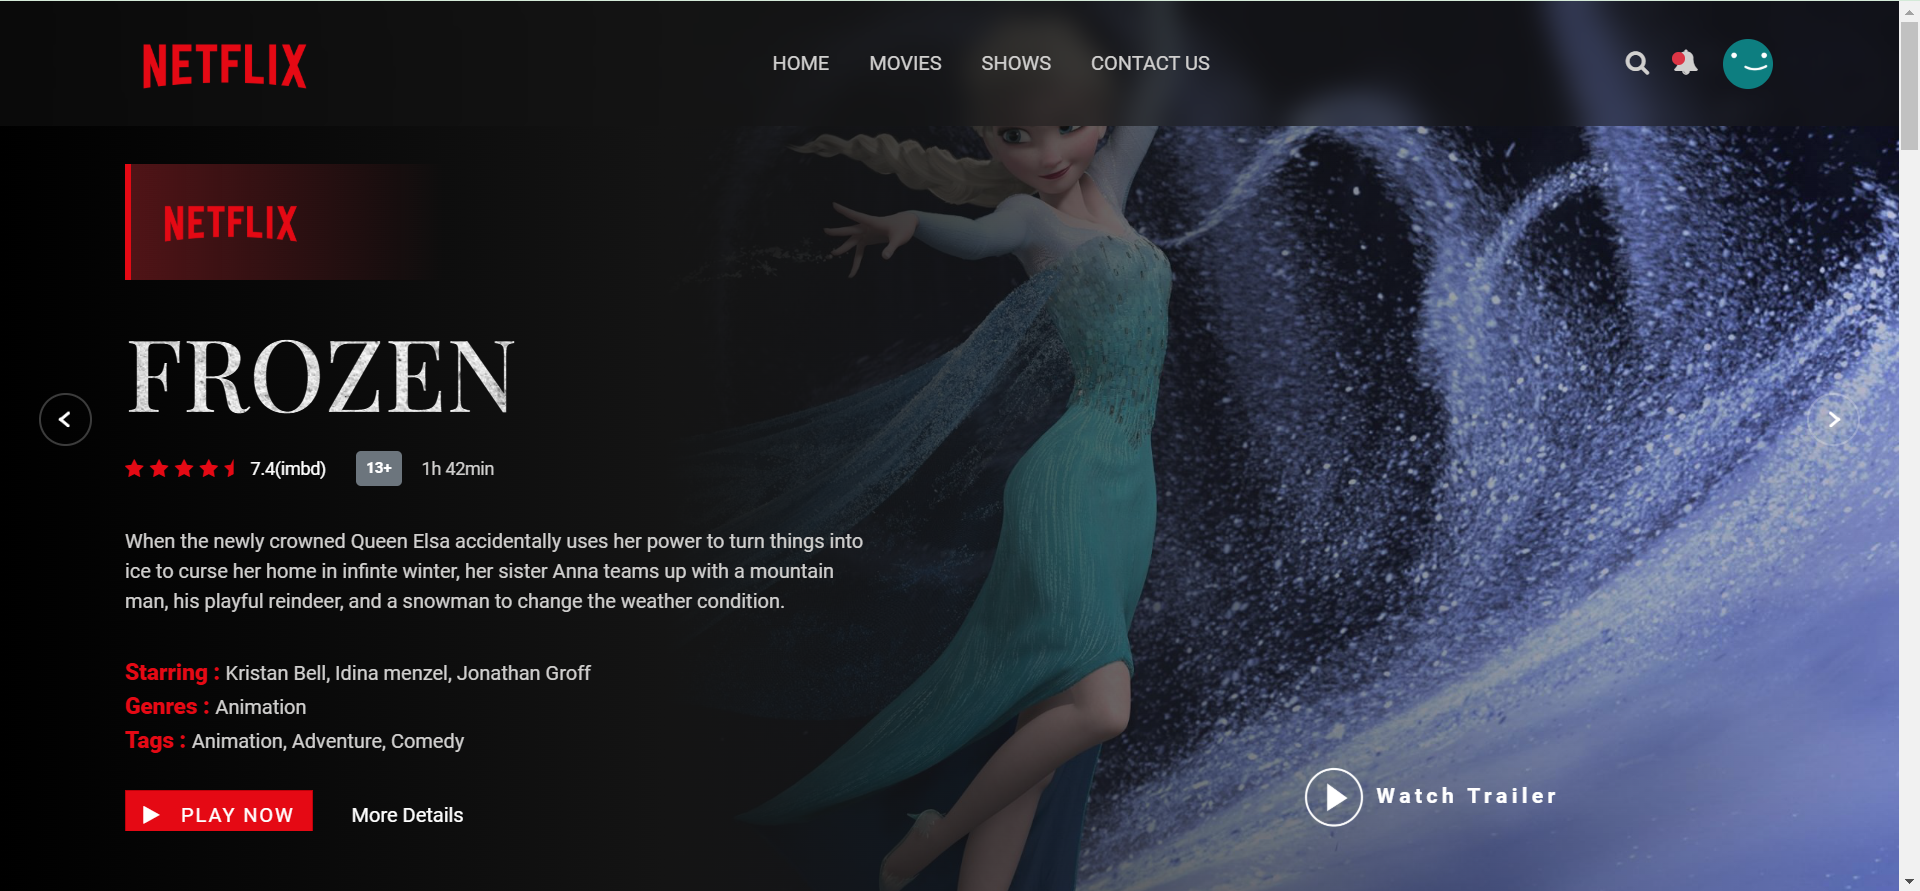 NETFLIX
HOME MOVIES SHOWS CONTACT US
NETFLIX
FROZEN
7.4(imbd) 13+ 1h 42min
When the newly crowned Queen Elsa accidentally uses her power to turn things into
ice to curse her home in infinte winter, her sister Anna teams up with a mountain
man, his playful reindeer, and a snowman to change the weather condition.
Starring : Kristan Bell, Idina menzel, Jonathan Groff
Genres : Animation
Tags : Animation, Adventure, Comedy
PLAY NOW More Details
Watch Trailer